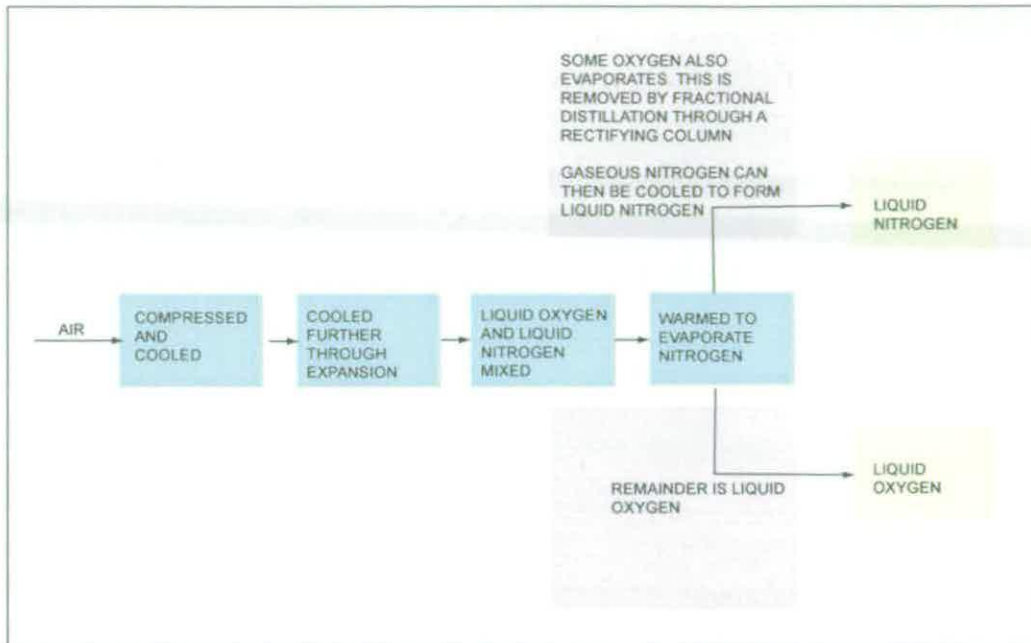 SOME OXYGEN ALSO
EVAPORATES THIS IS
REMOVED BY FRACTIONAL
DISTILLATION THROUGH A
RECTIFYING COLUMN
GASEOUS NITROGEN CAN
THEN BE COOLED TO FORM
LIQUID NITROGEN
LIQUID
NITROGEN
AIR
COMPRESSED
AND
COOLED
COOLED
FURTHER
THROUGH
EXPANSION
LIQUID OXYGEN
AND LIQUID
NITROGEN
MIXED
WARMED TO
EVAPORATE
NITROGEN
REMAINDER IS LIQUID
OXYGEN
LIQUID
OXYGEN